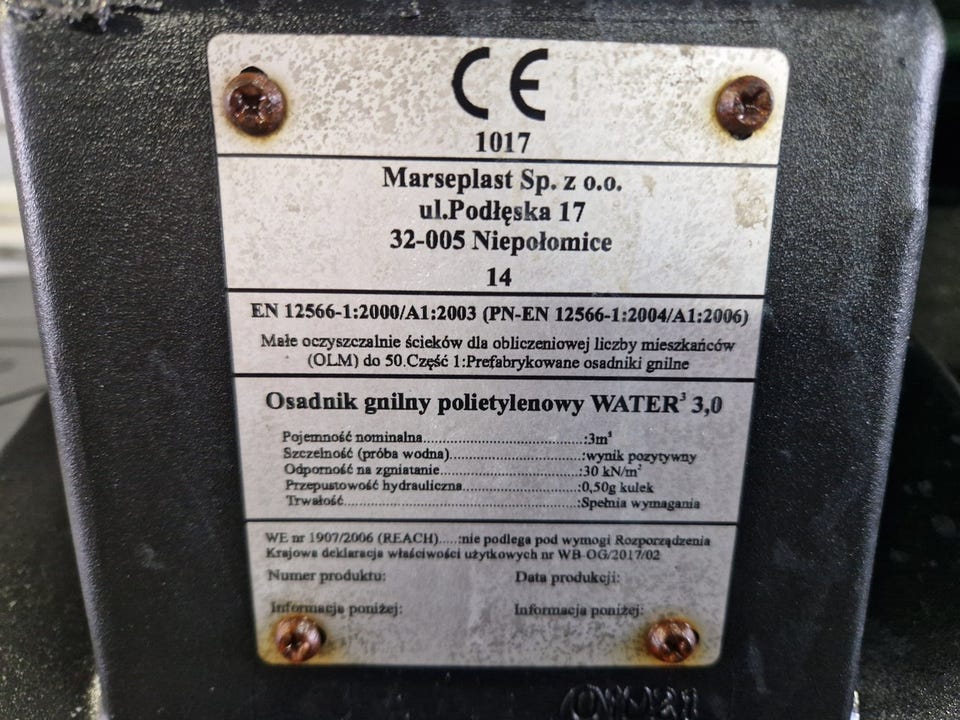 CE
1017
Marseplast Sp. z o.o.
ul.Podłęska 17
32-005 Niepołomice
14
EN 12566-1:2000/A1:2003 (PN-EN 12566-1:2004/A1:2006)
Małe oczyszczalnie ścieków dla obliczeniowej liczby mieszkańców
(OLM) do 50.Część 1:Prefabrykowane osadniki gnilne
Osadnik gnilny polietylenowy WATER³ 3,0
Pojemność nominalna..............................:3m³
Szczelność (próba wodna).........................:wynik pozytywny
Odporność na zgniatanie..........................:30 kN/m²
Przepustowość hydrauliczna.......................:0,50g kulek
Trwałość.........................................:Spełnia wymagania
WE nr 1907/2006 (REACH).....:nie podlega pod wymogi Rozporządzenia
Krajowa deklaracja właściwości użytkowych nr WB-OG/2017/02
Numer produktu: Data produkcji:
Informacja poniżej: Informacja poniżej: